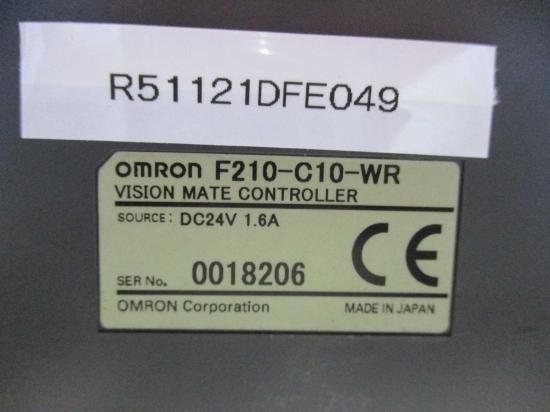 R51121DFE049
omron F210-C10-WR
VISION MATE CONTROLLER
SOURCE: DC24V 1.6A
SER No. 0018206
CE
OMRON Corporation MADE IN JAPAN